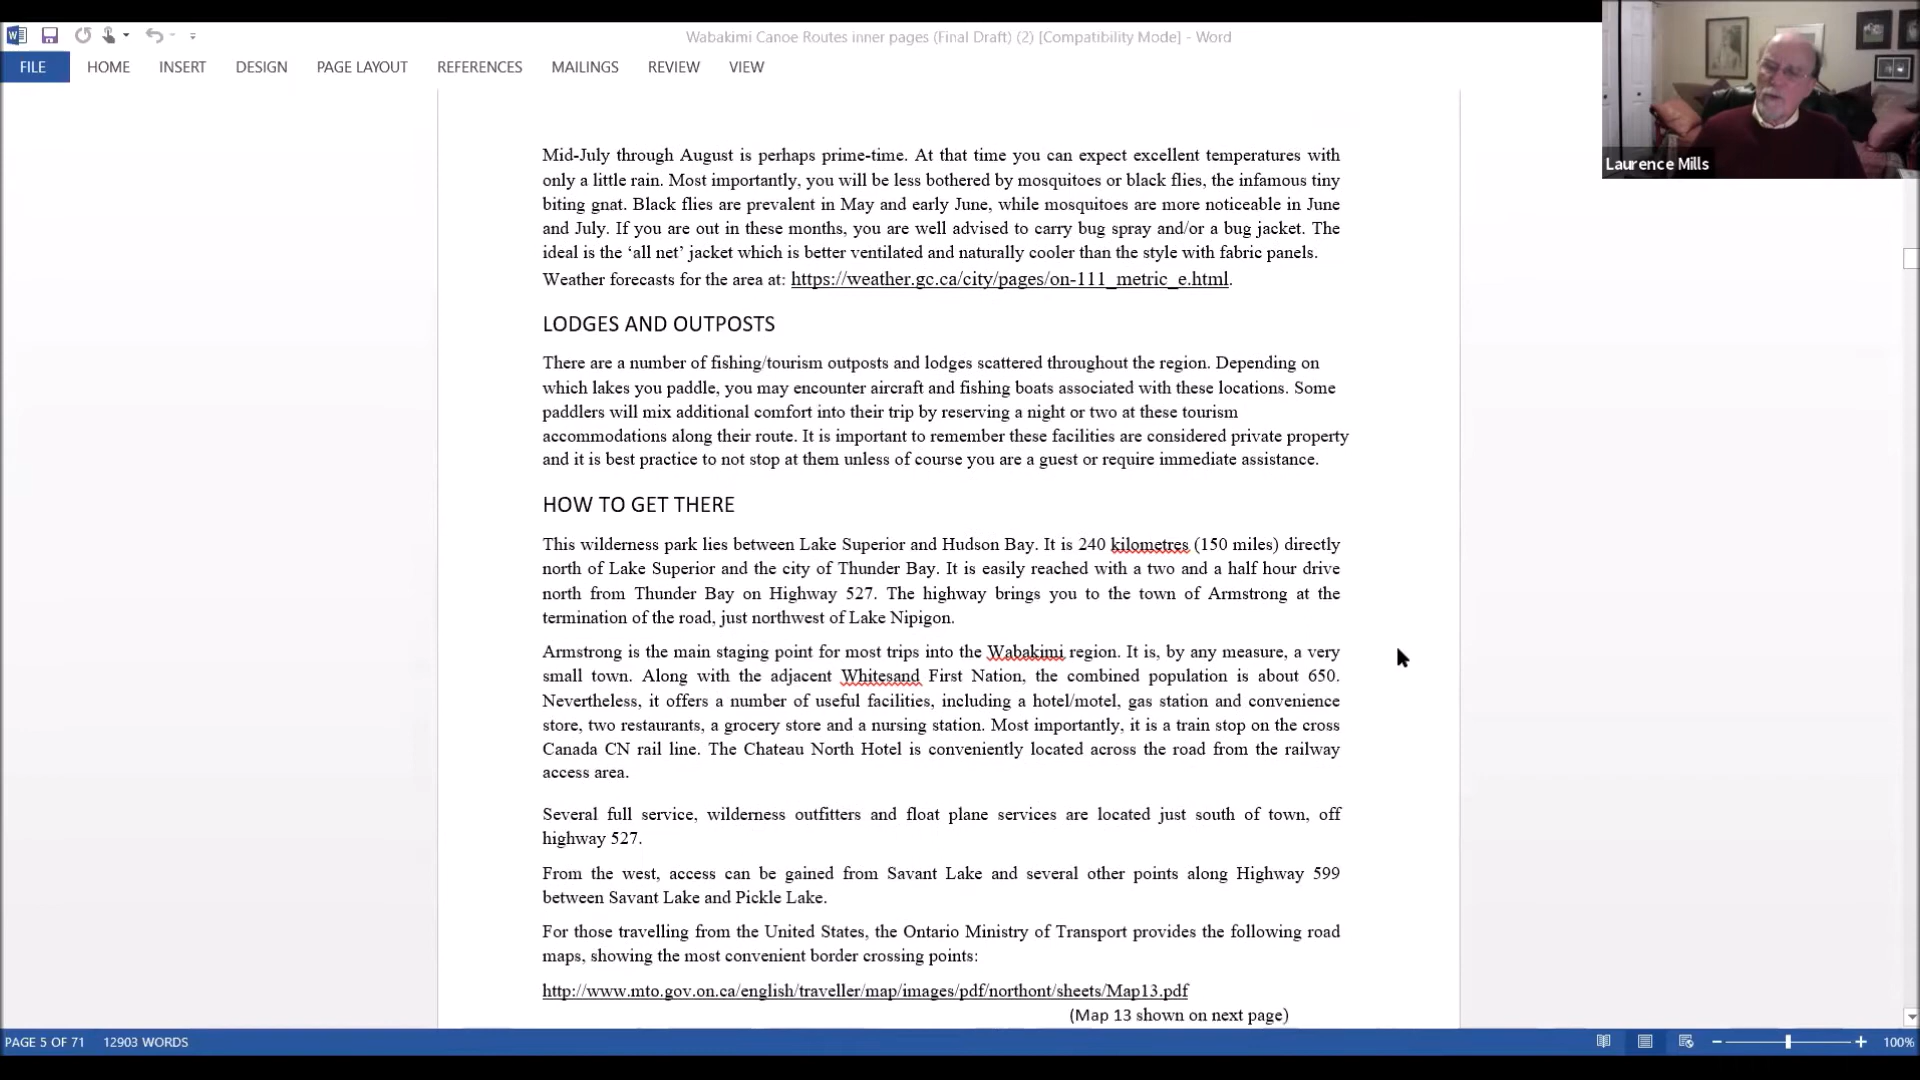 Wabakimi Canoe Routes inner pages (Final Draft) (2) [Compatibility Mode] - Word
FILE HOME INSERT DESIGN PAGE LAYOUT REFERENCES MAILINGS REVIEW VIEW
Laurence Mills
Mid-July through August is perhaps prime-time. At that time you can expect excellent temperatures with
only a little rain. Most importantly, you will be less bothered by mosquitoes or black flies, the infamous tiny
biting gnat. Black flies are prevalent in May and early June, while mosquitoes are more noticeable in June
and July. If you are out in these months, you are well advised to carry bug spray and/or a bug jacket. The
ideal is the ‘all net’ jacket which is better ventilated and naturally cooler than the style with fabric panels.
Weather forecasts for the area at: https://weather.gc.ca/city/pages/on-111_metric_e.html.
LODGES AND OUTPOSTS
There are a number of fishing/tourism outposts and lodges scattered throughout the region. Depending on
which lakes you paddle, you may encounter aircraft and fishing boats associated with these locations. Some
paddlers will mix additional comfort into their trip by reserving a night or two at these tourism
accommodations along their route. It is important to remember these facilities are considered private property
and it is best practice to not stop at them unless of course you are a guest or require immediate assistance.
HOW TO GET THERE
This wilderness park lies between Lake Superior and Hudson Bay. It is 240 kilometres (150 miles) directly
north of Lake Superior and the city of Thunder Bay. It is easily reached with a two and a half hour drive
north from Thunder Bay on Highway 527. The highway brings you to the town of Armstrong at the
termination of the road, just northwest of Lake Nipigon.
Armstrong is the main staging point for most trips into the Wabakimi region. It is, by any measure, a very
small town. Along with the adjacent Whitesand First Nation, the combined population is about 650.
Nevertheless, it offers a number of useful facilities, including a hotel/motel, gas station and convenience
store, two restaurants, a grocery store and a nursing station. Most importantly, it is a train stop on the cross
Canada CN rail line. The Chateau North Hotel is conveniently located across the road from the railway
access area.
Several full service, wilderness outfitters and float plane services are located just south of town, off
highway 527.
From the west, access can be gained from Savant Lake and several other points along Highway 599
between Savant Lake and Pickle Lake.
For those travelling from the United States, the Ontario Ministry of Transport provides the following road
maps, showing the most convenient border crossing points:
http://www.mto.gov.on.ca/english/traveller/map/images/pdf/northont/sheets/Map13.pdf
(Map 13 shown on next page)
PAGE 5 OF 71 12903 WORDS 100%